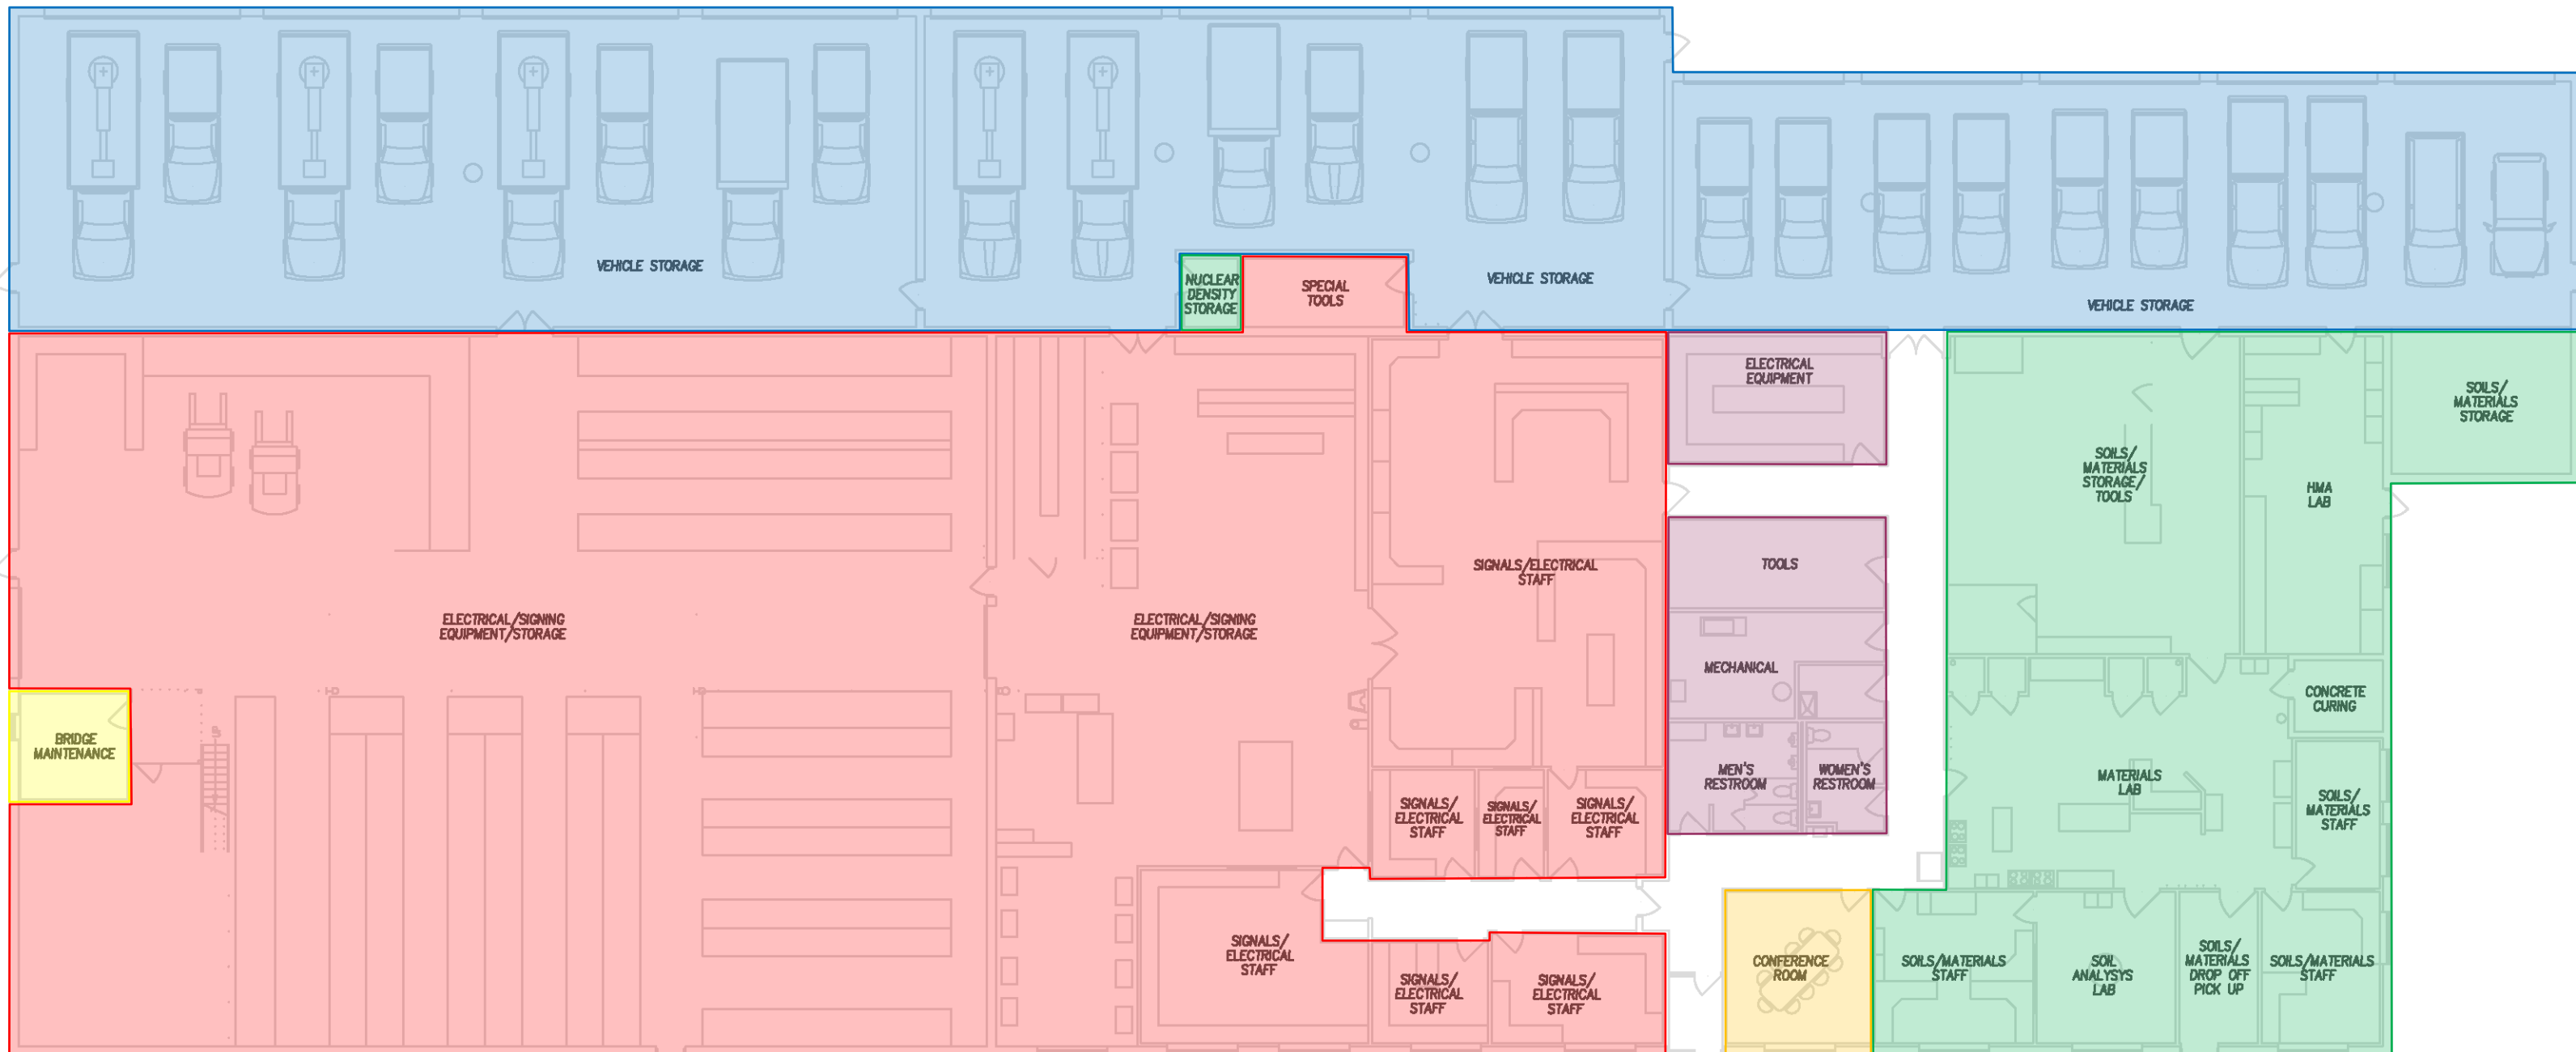 VEHICLE STORAGE
NUCLEAR
DENSITY
STORAGE
SPECIAL
TOOLS
VEHICLE STORAGE
VEHICLE STORAGE
ELECTRICAL
EQUIPMENT
SOILS/
MATERIALS
STORAGE
SOILS/
MATERIALS
STORAGE/
TOOLS
HMA
LAB
SIGNALS/ELECTRICAL
STAFF
TOOLS
ELECTRICAL/SIGNING
EQUIPMENT/STORAGE
ELECTRICAL/SIGNING
EQUIPMENT/STORAGE
MECHANICAL
CONCRETE
CURING
BRIDGE
MAINTENANCE
MEN'S
RESTROOM
WOMEN'S
RESTROOM
MATERIALS
LAB
SIGNALS/
ELECTRICAL
STAFF
SIGNALS/
ELECTRICAL
STAFF
SIGNALS/
ELECTRICAL
STAFF
SOILS/
MATERIALS
STAFF
SIGNALS/
ELECTRICAL
STAFF
SIGNALS/
ELECTRICAL
STAFF
SIGNALS/
ELECTRICAL
STAFF
CONFERENCE
ROOM
SOILS/MATERIALS
STAFF
SOIL
ANALYSYS
LAB
SOILS/
MATERIALS
DROP OFF
PICK UP
SOILS/MATERIALS
STAFF